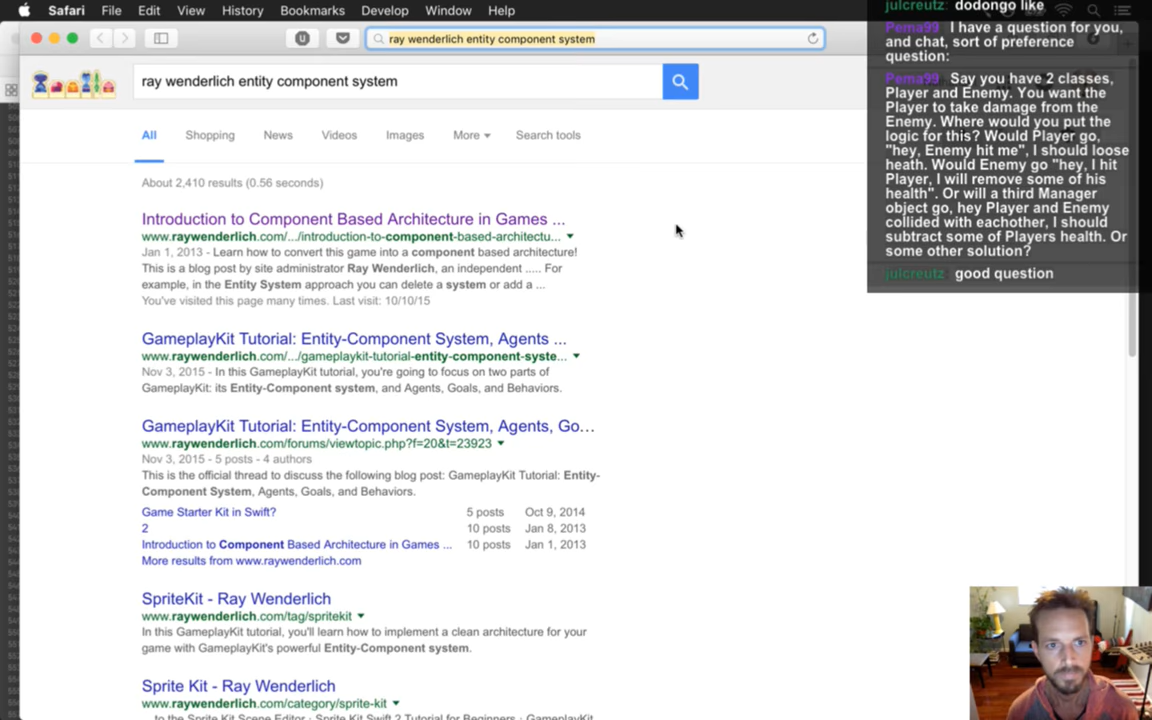 Safari File Edit View History Bookmarks Develop Window Help
ray wenderlich entity component system
ray wenderlich entity component system
All Shopping News Videos Images More Search tools
About 2,410 results (0.56 seconds)
Introduction to Component Based Architecture in Games ...
www.raywenderlich.com/.../introduction-to-component-based-architectu...
Jan 1, 2013 - Learn how to convert this game into a component based architecture!
This is a blog post by site administrator Ray Wenderlich, an independent ..... For
example, in the Entity System approach you can delete a system or add a ...
You've visited this page many times. Last visit: 10/10/15
GameplayKit Tutorial: Entity-Component System, Agents ...
www.raywenderlich.com/.../gameplaykit-tutorial-entity-component-syste...
Nov 3, 2015 - In this GameplayKit tutorial, you're going to focus on two parts of
GameplayKit: its Entity-Component system, and Agents, Goals, and Behaviors.
GameplayKit Tutorial: Entity-Component System, Agents, Go...
www.raywenderlich.com/forums/viewtopic.php?f=20&t=23923
Nov 3, 2015 - 5 posts - 4 authors
This is the official thread to discuss the following blog post: GameplayKit Tutorial: Entity-
Component System, Agents, Goals, and Behaviors.
Game Starter Kit in Swift? 5 posts Oct 9, 2014
2 10 posts Jan 8, 2013
Introduction to Component Based Architecture in Games ... 10 posts Jan 1, 2013
More results from www.raywenderlich.com
SpriteKit - Ray Wenderlich
www.raywenderlich.com/tag/spritekit
In this GameplayKit tutorial, you'll learn how to implement a clean architecture for your
game with GameplayKit's powerful Entity-Component system.
Sprite Kit - Ray Wenderlich
www.raywenderlich.com/category/sprite-kit
... to the Sprite Kit Scene Editor · Sprite Kit Swift 2 Tutorial for Beginners · GameplayKit
julcreutz: dodongo like
Pema99 I have a question for you,
and chat, sort of preference
question:
Pema99 Say you have 2 classes,
Player and Enemy. You want the
Player to take damage from the
Enemy. Where would you put the
logic for this? Would Player go,
"hey, Enemy hit me", I should loose
heath. Would Enemy go "hey, I hit
Player, I will remove some of his
health". Or will a third Manager
object go, hey Player and Enemy
collided with eachother, I should
subtract some of Players health. Or
some other solution?
julcreutz: good question